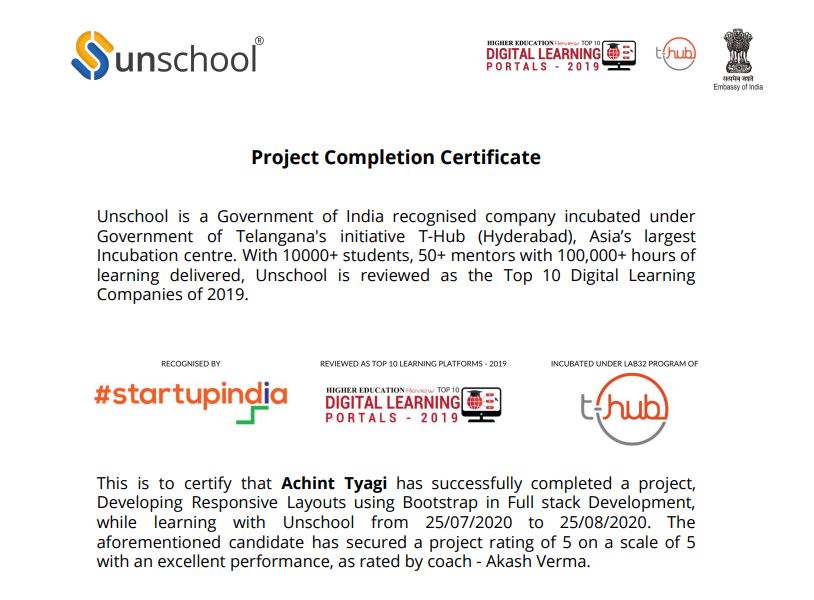 unschool®
HIGHER EDUCATION Review TOP 10
DIGITAL LEARNING
PORTALS - 2019
t-hub
सत्यमेव जयते
Embassy of India
Project Completion Certificate
Unschool is a Government of India recognised company incubated under
Government of Telangana's initiative T-Hub (Hyderabad), Asia’s largest
Incubation centre. With 10000+ students, 50+ mentors with 100,000+ hours of
learning delivered, Unschool is reviewed as the Top 10 Digital Learning
Companies of 2019.
RECOGNISED BY
#startupindia
REVIEWED AS TOP 10 LEARNING PLATFORMS - 2019
HIGHER EDUCATION Review TOP 10
DIGITAL LEARNING
PORTALS - 2019
INCUBATED UNDER LAB32 PROGRAM OF
t-hub
This is to certify that Achint Tyagi has successfully completed a project,
Developing Responsive Layouts using Bootstrap in Full stack Development,
while learning with Unschool from 25/07/2020 to 25/08/2020. The
aforementioned candidate has secured a project rating of 5 on a scale of 5
with an excellent performance, as rated by coach - Akash Verma.